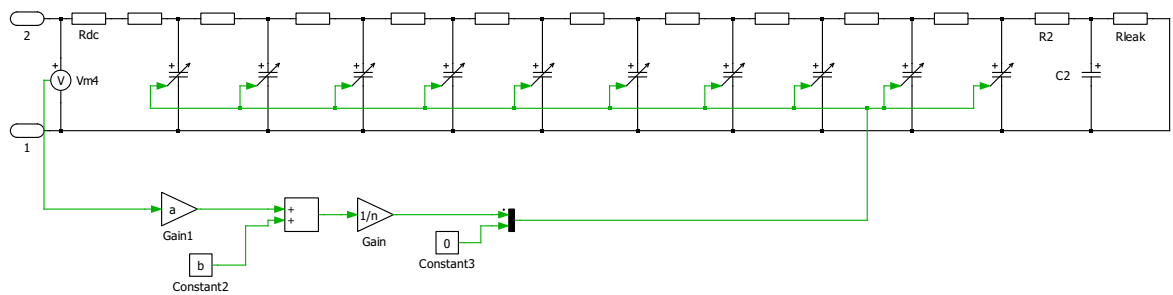 2
Rdc
R2
Rleak
+
V
Vm4
+
+
+
+
+
+
+
+
+
+
+
C2
1
a
Gain1
+
+
1/n
Gain
b
Constant2
0
Constant3